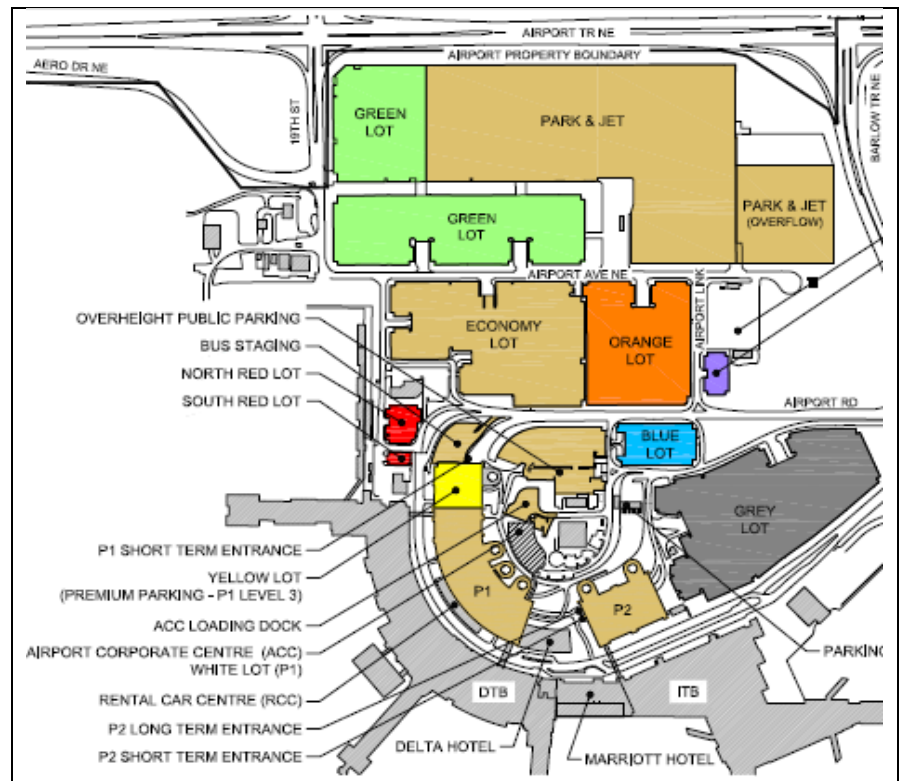 AIRPORT TR NE
AIRPORT PROPERTY BOUNDARY
AERO DR NE
19TH ST
BARLOW TR NE
GREEN
LOT
PARK & JET
PARK & JET
(OVERFLOW)
GREEN
LOT
AIRPORT AVE NE
AIRPORT LINK
OVERHEIGHT PUBLIC PARKING
BUS STAGING
NORTH RED LOT
SOUTH RED LOT
ECONOMY
LOT
ORANGE
LOT
AIRPORT RD
BLUE
LOT
GREY
LOT
P1 SHORT TERM ENTRANCE
YELLOW LOT
(PREMIUM PARKING - P1 LEVEL 3)
ACC LOADING DOCK
AIRPORT CORPORATE CENTRE (ACC)
WHITE LOT (P1)
RENTAL CAR CENTRE (RCC)
P2 LONG TERM ENTRANCE
P2 SHORT TERM ENTRANCE
P1
P2
PARKING
DTB
ITB
DELTA HOTEL
MARRIOTT HOTEL